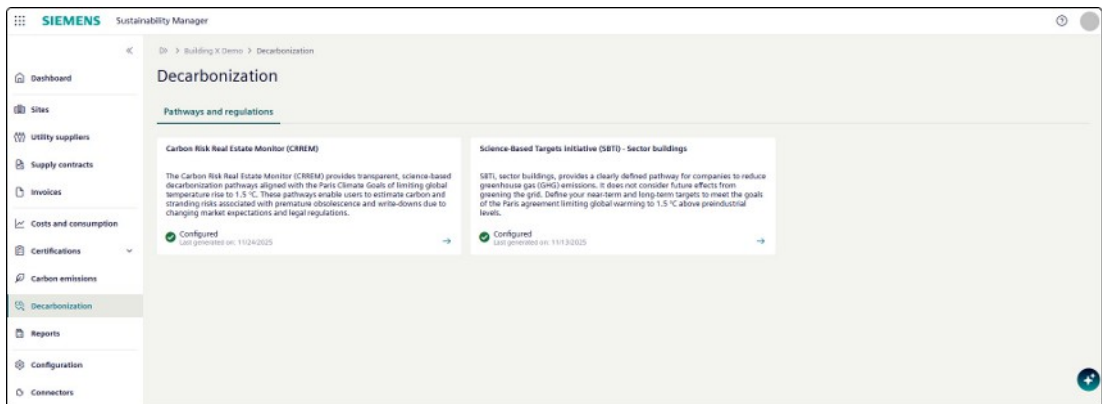 SIEMENS Sustainability Manager
Building X Demo > Decarbonization
Decarbonization
Dashboard
Sites
Utility suppliers
Supply contracts
Invoices
Costs and consumption
Certifications
Carbon emissions
Decarbonization
Reports
Configuration
Connectors
Pathways and regulations
Carbon Risk Real Estate Monitor (CRREM)
The Carbon Risk Real Estate Monitor (CRREM) provides transparent, science-based
decarbonization pathways aligned with the Paris Climate Goals of limiting global
temperature rise to 1.5 °C. These pathways enable users to estimate carbon and
stranding risks associated with premature obsolescence and write-downs due to
changing market expectations and legal regulations.
Configured
Last generated on: 11/24/2025
Science-Based Targets Initiative (SBTi) - Sector buildings
SBTi, sector buildings, provides a clearly defined pathway for companies to reduce
greenhouse gas (GHG) emissions. It does not consider future effects from
greening the grid. Define your near-term and long-term targets to meet the goals
of the Paris agreement limiting global warming to 1.5 °C above preindustrial
levels.
Configured
Last generated on: 11/13/2025